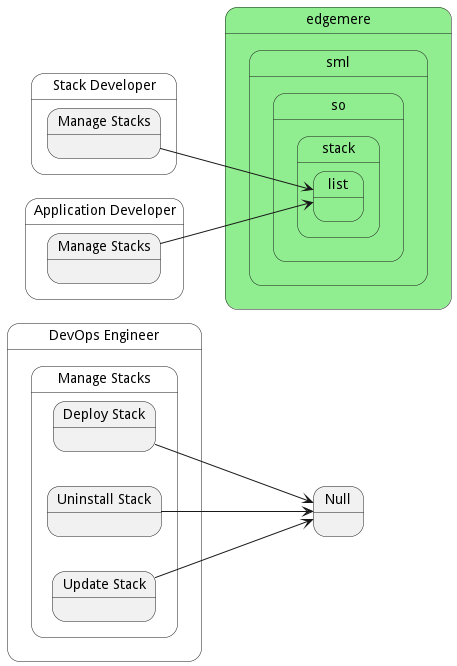 edgemere
sml
so
stack
list
Stack Developer
Manage Stacks
Application Developer
Manage Stacks
DevOps Engineer
Manage Stacks
Deploy Stack
Uninstall Stack
Update Stack
Null